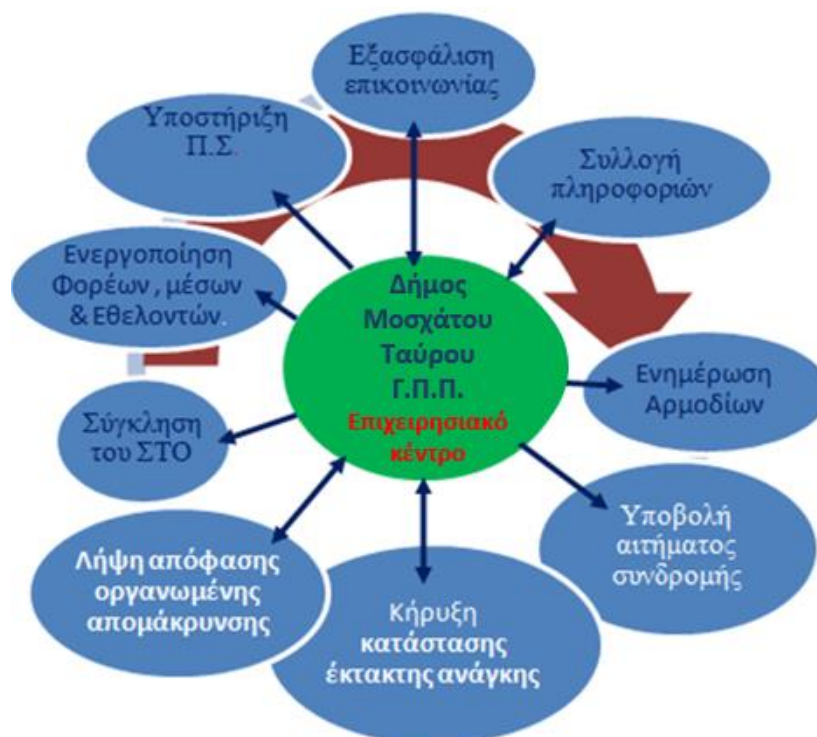 Εξασφάλιση
επικοινωνίας
Υποστήριξη
Π.Σ.
Συλλογή
πληροφοριών
Ενεργοποίηση
Φορέων , μέσων
& Εθελοντών.
Δήμος
Μοσχάτου
Ταύρου
Γ.Π.Π.
Επιχειρησιακό
κέντρο
Ενημέρωση
Αρμοδίων
Σύγκληση
του ΣΤΟ
Υποβολή
αιτήματος
συνδρομής
Λήψη απόφασης
οργανωμένης
απομάκρυνσης
Κήρυξη
κατάστασης
έκτακτης ανάγκης